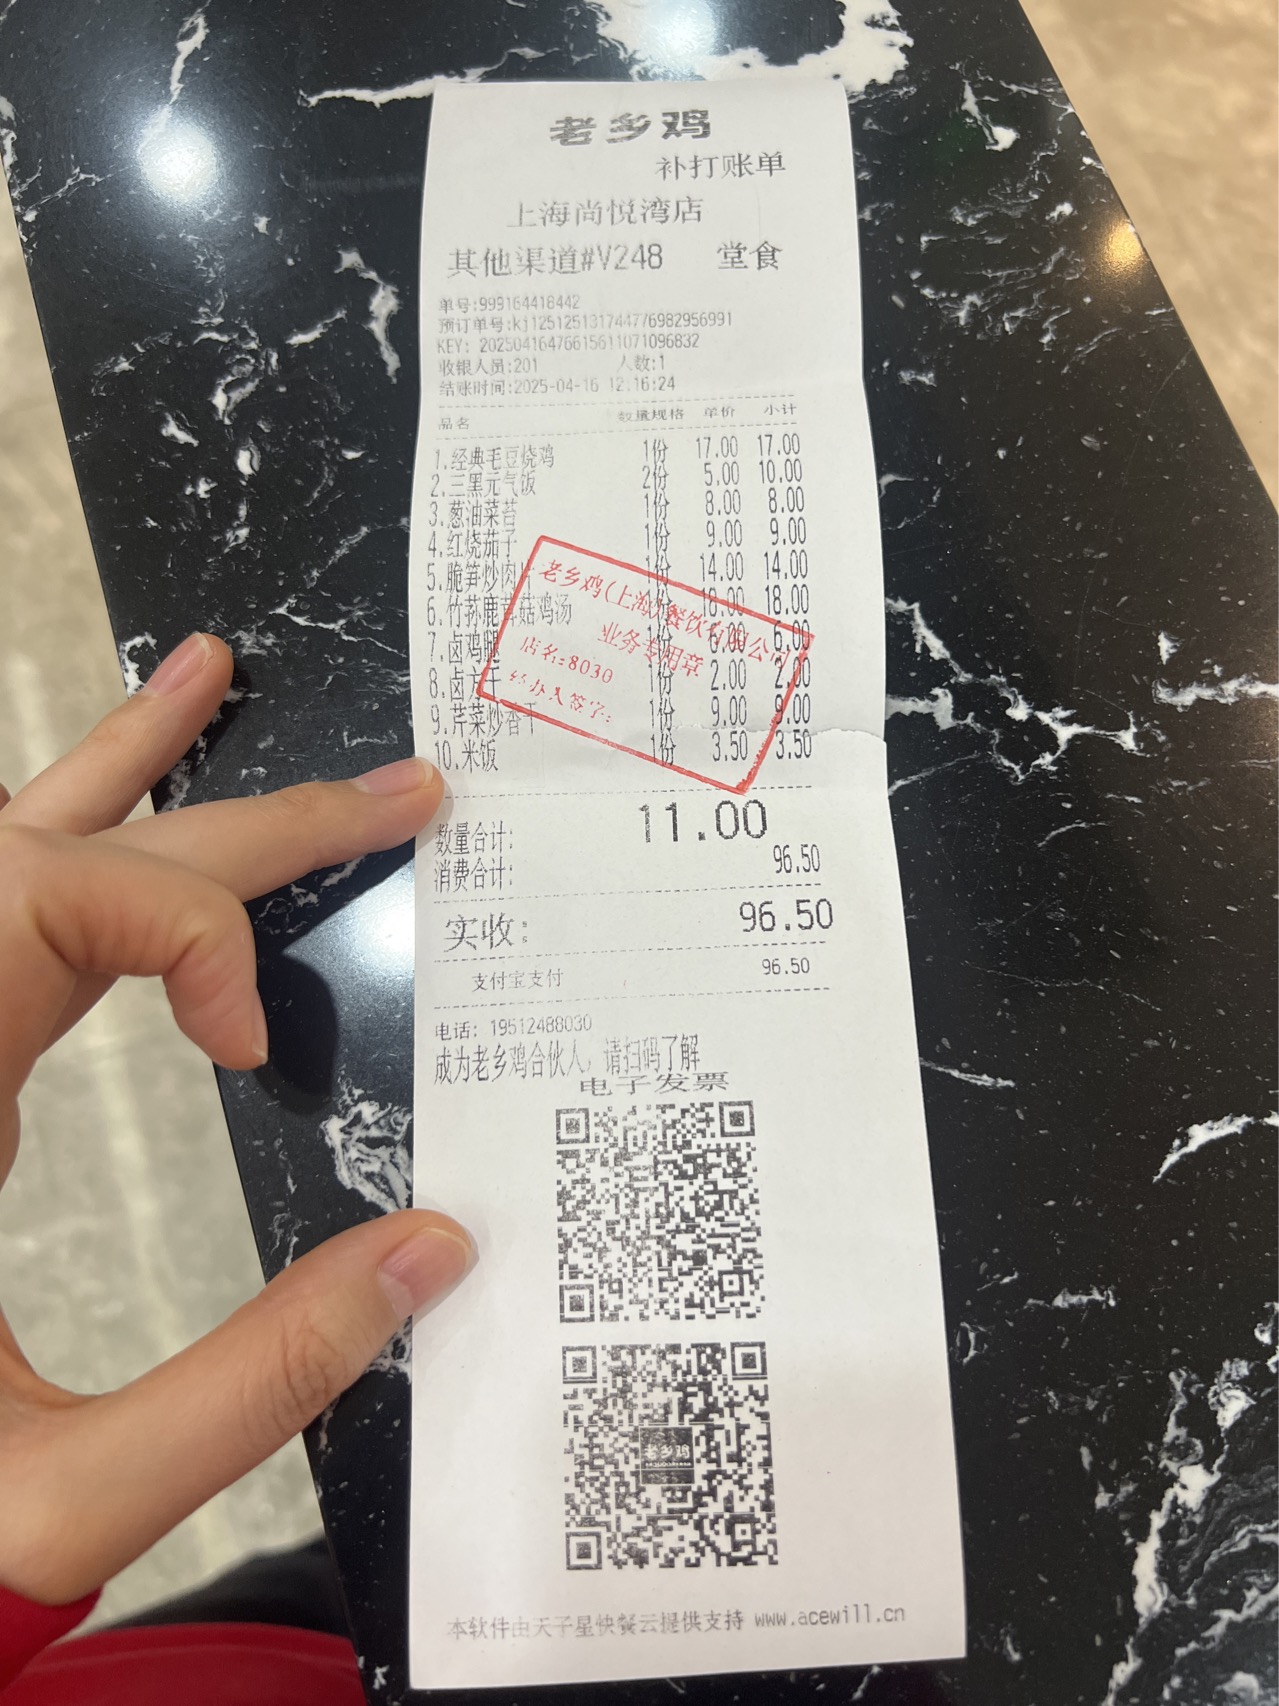 老乡鸡
补打账单
上海尚悦湾店
其他渠道#V248 堂食
单号:999164416442
预订单号:kj125125131744776982956991
KEY: 20250416476615611071096832
收银人员:201 人数:1
结账时间:2025-04-16 12:16:24
品名 数量规格 单价 小计
1.经典毛豆烧鸡 1份 17.00 17.00
2.三黑元气饭 2份 5.00 10.00
3.葱油菜苔 1份 8.00 8.00
4.红烧茄子 1份 9.00 9.00
5.脆笋炒肉 1份 14.00 14.00
6.竹荪鹿茸菇鸡汤 1份 18.00 18.00
7.卤鸡腿 1份 6.00 6.00
8.卤方干 1份 2.00 2.00
9.芹菜炒香干 1份 9.00 9.00
10.米饭 1份 3.50 3.50
老乡鸡(上海)餐饮有限公司
业务专用章
店名:8030
经办人签字:
数量合计: 11.00
消费合计: 96.50
实收: 96.50
支付宝支付 96.50
电话: 19512488030
成为老乡鸡合伙人，请扫码了解
电子发票
老乡鸡
本软件由天子星快餐云提供支持 www.acewill.cn